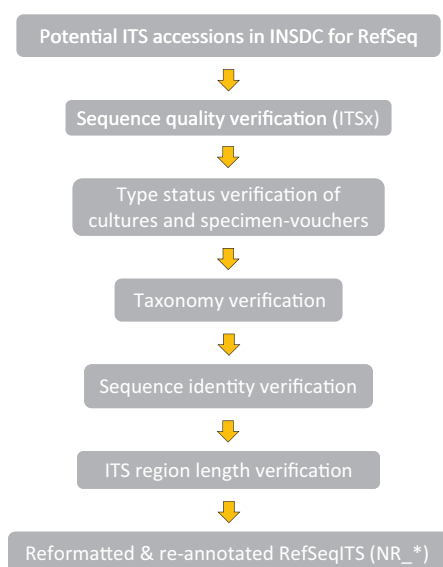 Potential ITS accessions in INSDC for RefSeq
Sequence quality verification (ITSx)
Type status verification of
cultures and specimen-vouchers
Taxonomy verification
Sequence identity verification
ITS region length verification
Reformatted & re-annotated RefSeqITS (NR_*)